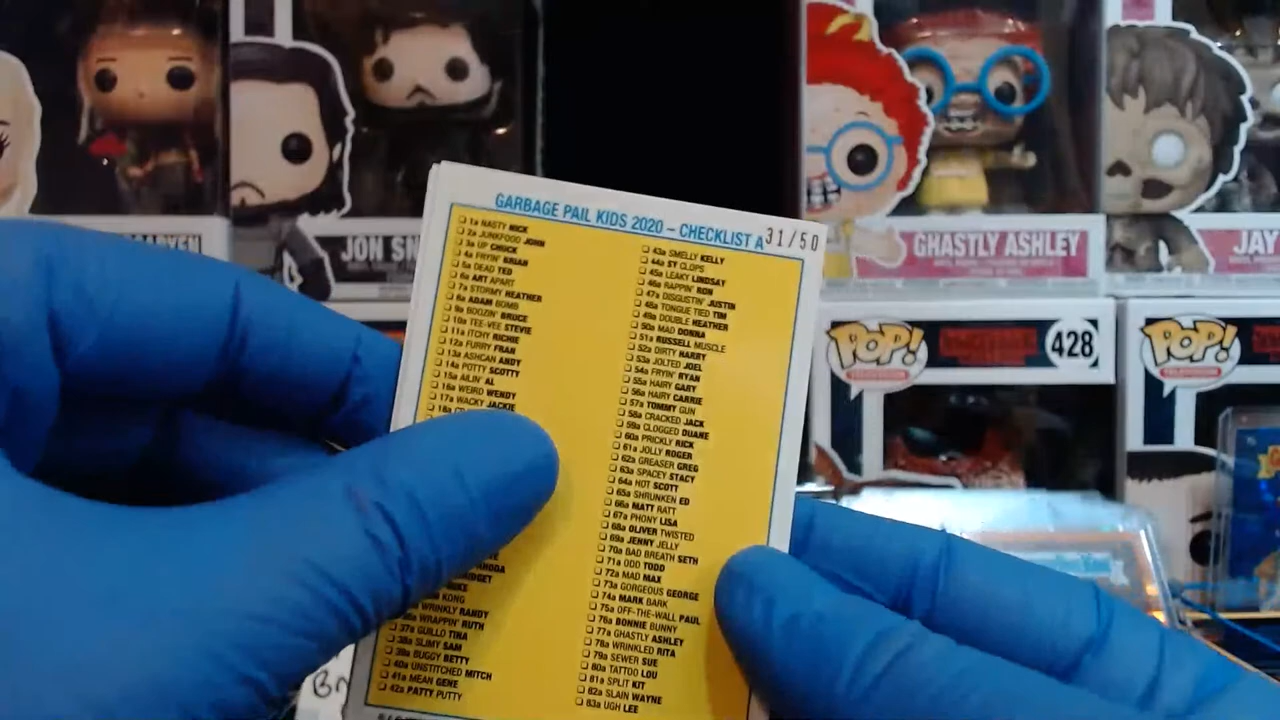 JON SN
GHASTLY ASHLEY
JAY
POP!
428
POP!
GARBAGE PAIL KIDS 2020 – CHECKLIST A
31/50
1a NASTY NICK
2a JUNKFOOD JOHN
3a UP CHUCK
4a FRYIN' BRIAN
5a DEAD TED
6a ART APART
7a STORMY HEATHER
8a ADAM BOMB
9a BOOZIN' BRUCE
10a TEE-VEE STEVIE
11a ITCHY RICHIE
12a FURRY FRAN
13a ASHCAN ANDY
14a POTTY SCOTTY
15a AILIN' AL
16a WEIRD WENDY
17a WACKY JACKIE
18a
KONG
WRINKLY RANDY
WRAPPIN' RUTH
37a GUILLO TINA
38a SLIMY SAM
39a BUGGY BETTY
40a UNSTITCHED MITCH
41a MEAN GENE
42a PATTY PUTTY
43a SMELLY KELLY
44a SY CLOPS
45a LEAKY LINDSAY
46a RAPPIN' RON
47a DISGUSTIN' JUSTIN
48a TONGUE TIED TIM
49a DOUBLE HEATHER
50a MAD DONNA
51a RUSSELL MUSCLE
52a DIRTY HARRY
53a JOLTED JOEL
54a FRYIN' RYAN
55a HAIRY GARY
56a HAIRY CARRIE
57a TOMMY GUN
58a CRACKED JACK
59a CLOGGED DUANE
60a PRICKLY RICK
61a JOLLY ROGER
62a GREASER GREG
63a SPACEY STACY
64a HOT SCOTT
65a SHRUNKEN ED
66a MATT RATT
67a PHONY LISA
68a OLIVER TWISTED
69a JENNY JELLY
70a BAD BREATH SETH
71a ODD TODD
72a MAD MAX
73a GORGEOUS GEORGE
74a MARK BARK
75a OFF-THE-WALL PAUL
76a BONNIE BUNNY
77a GHASTLY ASHLEY
78a WRINKLED RITA
79a SEWER SUE
80a TATTOO LOU
81a SPLIT KIT
82a SLAIN WAYNE
83a UGH LEE